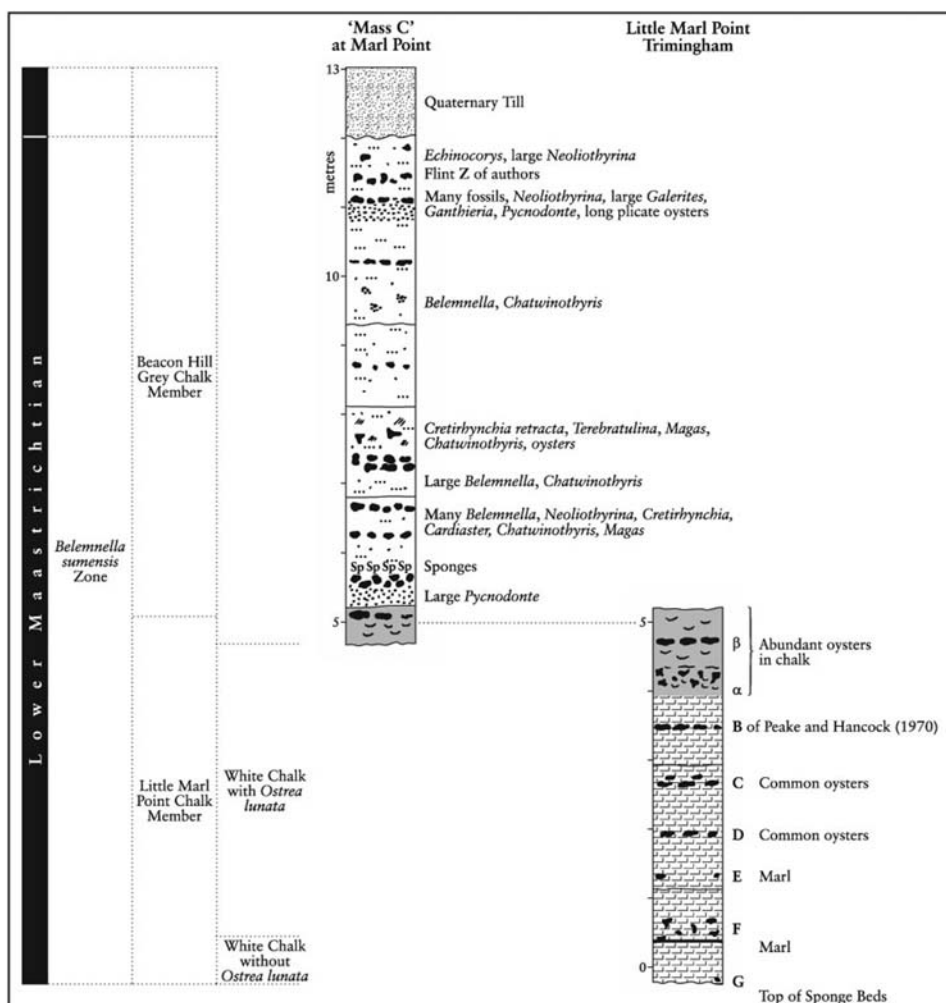 'Mass C'
at Marl Point
Little Marl Point
Trimingham
13
metres
10
5
Quaternary Till
Echinocorys, large Neoliothyrina
Flint Z of authors
Many fossils, Neoliothyrina, large Galerites,
Ganthieria, Pycnodonte, long plicate oysters
Belemnella, Chatwinothyris
Cretirhynchia retracta, Terebratulina, Magas,
Chatwinothyris, oysters
Large Belemnella, Chatwinothyris
Many Belemnella, Neoliothyrina, Cretirhynchia,
Cardiaster, Chatwinothyris, Magas
Sp Sp Sp Sp
Sponges
Large Pycnodonte
Lower Maastrichtian
Belemnella
sumensis
Zone
Beacon Hill
Grey Chalk
Member
Little Marl
Point Chalk
Member
White Chalk
with Ostrea
lunata
White Chalk
without
Ostrea lunata
5
0
β
Abundant oysters
in chalk
α
B of Peake and Hancock (1970)
C Common oysters
D Common oysters
E Marl
F
Marl
G
Top of Sponge Beds